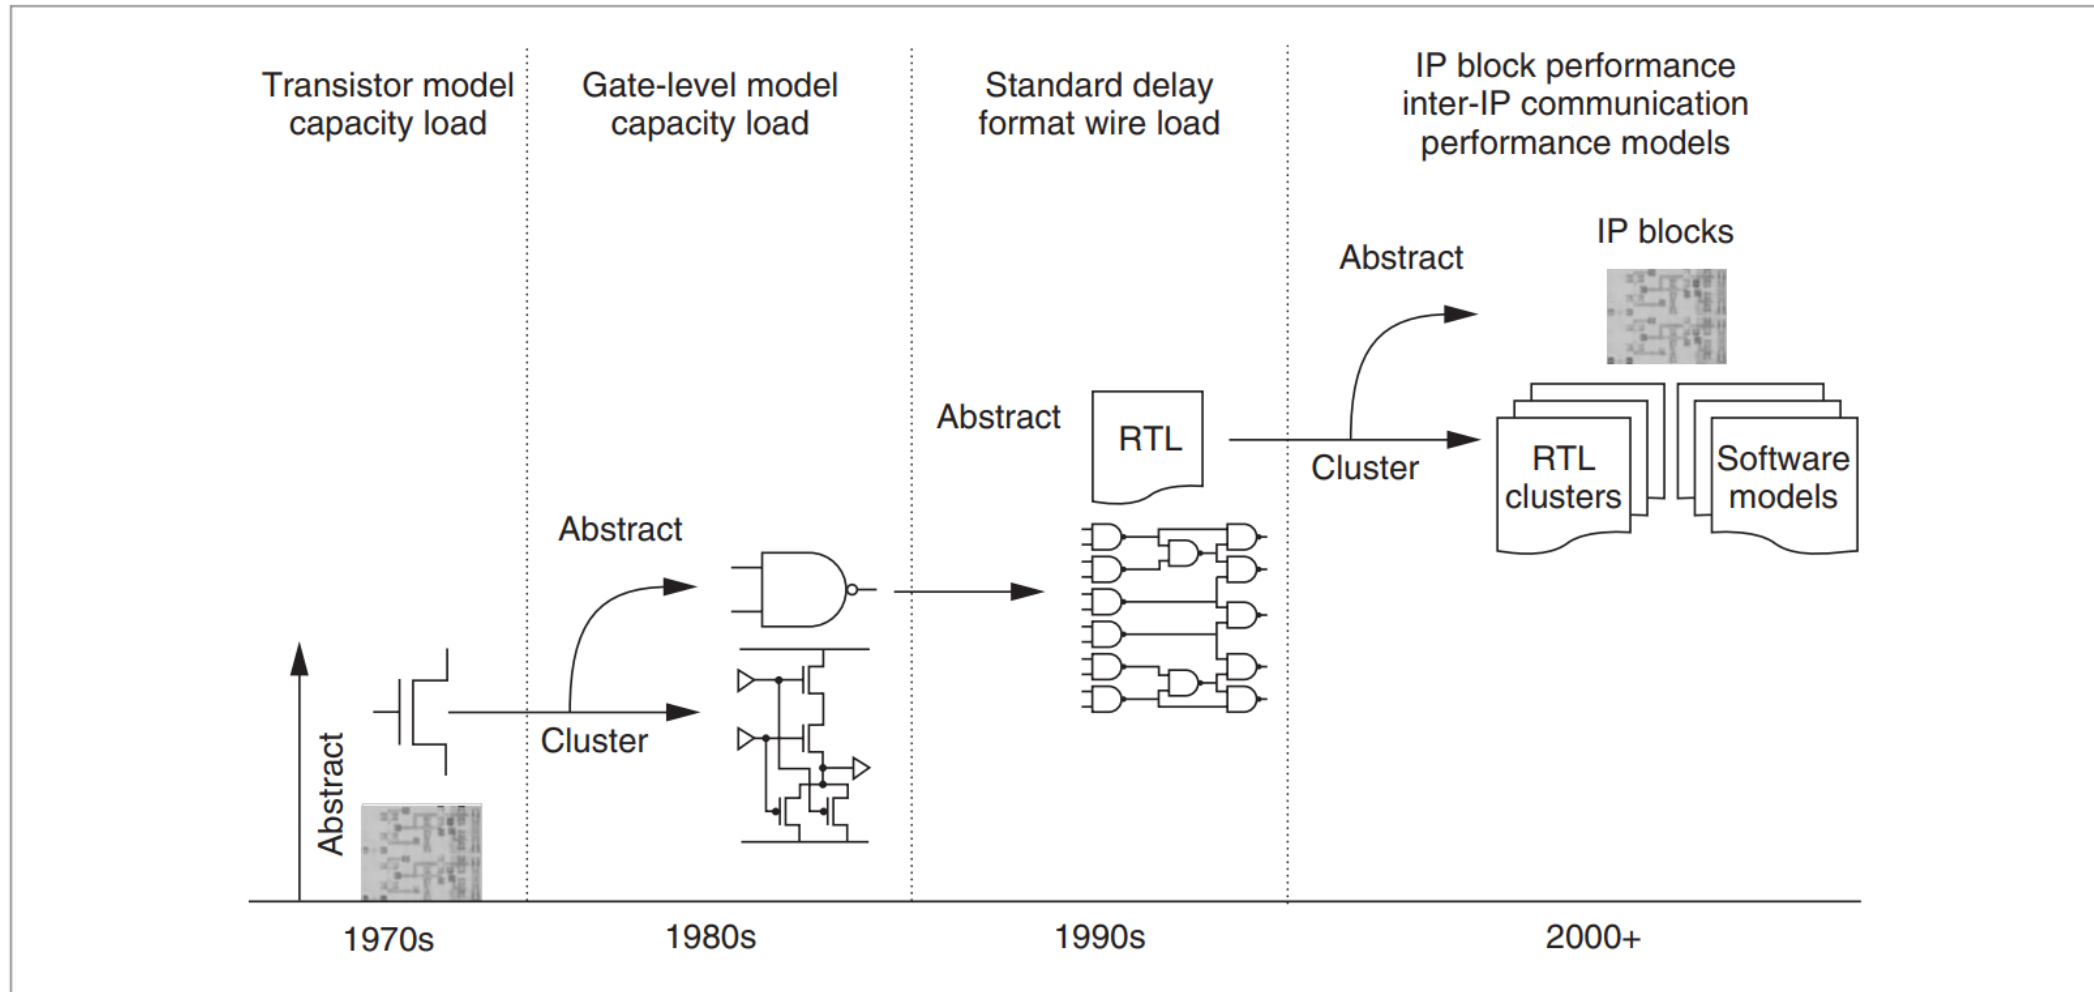 Transistor model
capacity load
Gate-level model
capacity load
Standard delay
format wire load
IP block performance
inter-IP communication
performance models
IP blocks
Abstract
Abstract
RTL
Cluster
RTL
clusters
Software
models
Abstract
Cluster
Abstract
1970s
1980s
1990s
2000+